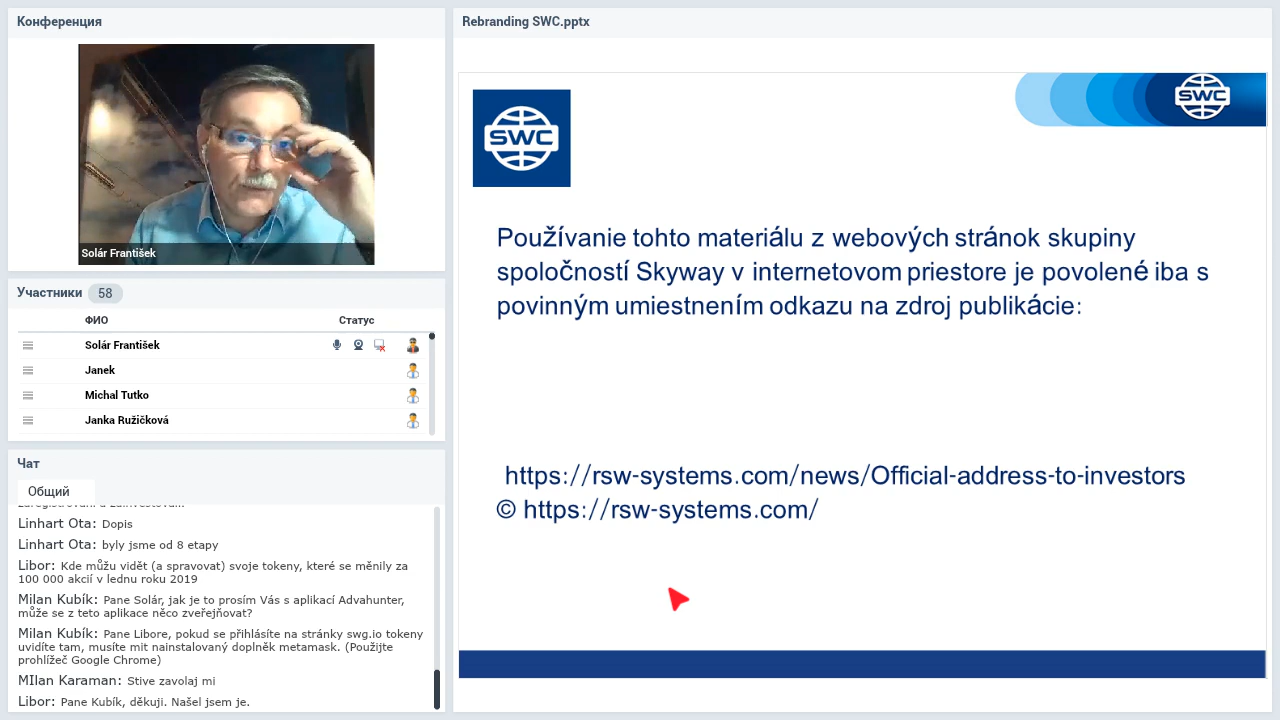 Конференция
Solár František
Участники 58
ФИО Статус
Solár František
Janek
Michal Tutko
Janka Ružičková
Чат
Общий
Linhart Ota: Dopis
Linhart Ota: byly jsme od 8 etapy
Libor: Kde můžu vidět (a spravovat) svoje tokeny, které se měnily za
100 000 akcií v lednu roku 2019
Milan Kubík: Pane Solár, jak je to prosím Vás s aplikací Advahunter,
může se z teto aplikace něco zveřejňovat?
Milan Kubík: Pane Libore, pokud se přihlásíte na stránky swg.io tokeny
uvidíte tam, musíte mit nainstalovaný doplněk metamask. (Použijte
prohlížeč Google Chrome)
MIlan Karaman: Stive zavolaj mi
Libor: Pane Kubík, děkuji. Našel jsem je.
Rebranding SWC.pptx
SWC
SWC
Používanie tohto materiálu z webových stránok skupiny
spoločností Skyway v internetovom priestore je povolené iba s
povinným umiestnením odkazu na zdroj publikácie:
https://rsw-systems.com/news/Official-address-to-investors
© https://rsw-systems.com/